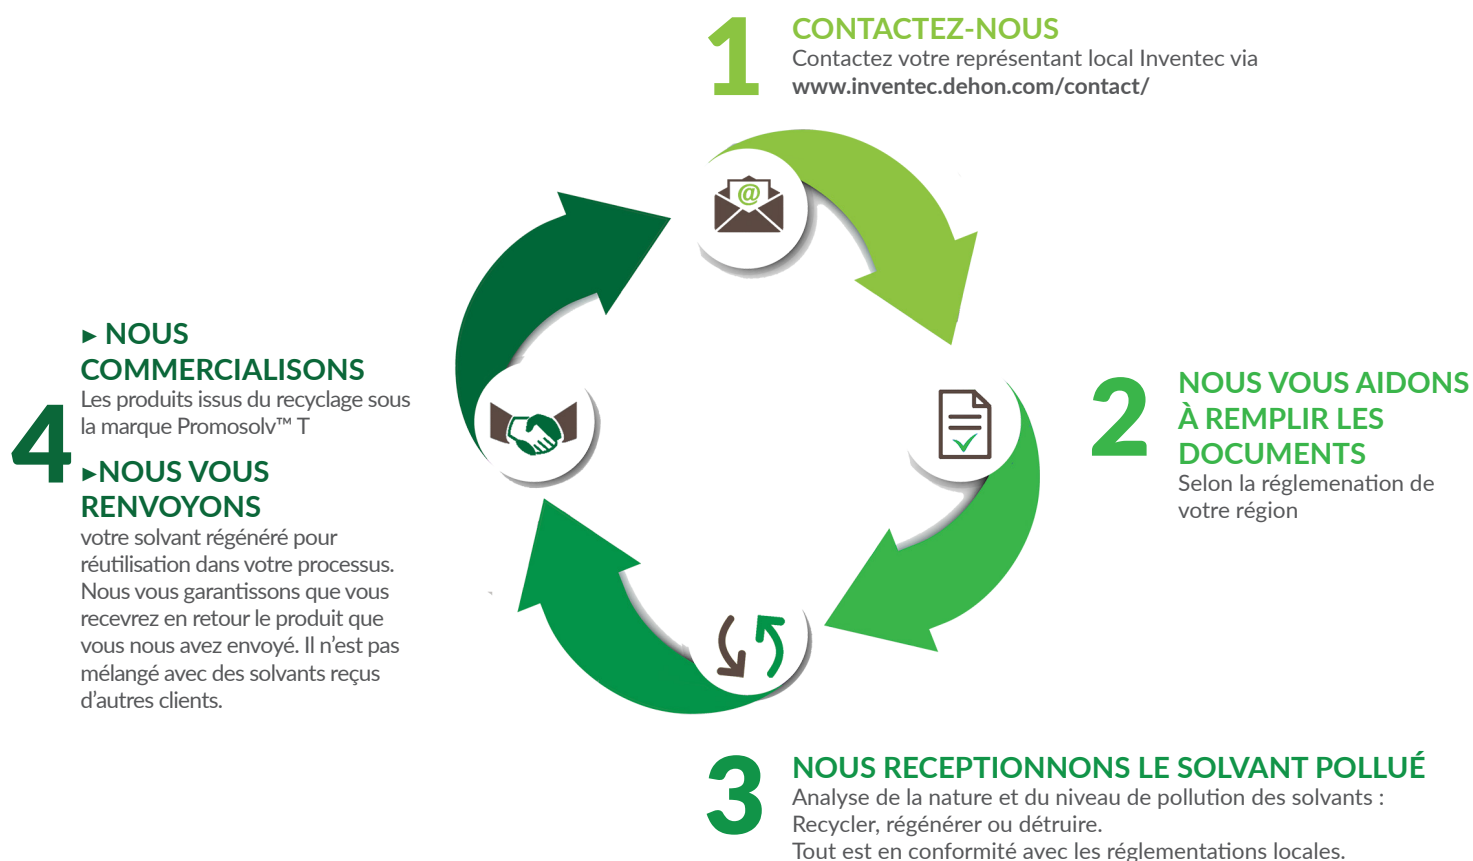 1
CONTACTEZ-NOUS
Contactez votre représentant local Inventec via
www.inventec.dehon.com/contact/
@
2
NOUS VOUS AIDONS
À REMPLIR LES
DOCUMENTS
Selon la réglemenation de
votre région
3
NOUS RECEPTIONNONS LE SOLVANT POLLUÉ
Analyse de la nature et du niveau de pollution des solvants :
Recycler, régénérer ou détruire.
Tout est en conformité avec les réglementations locales.
4
▸ NOUS
COMMERCIALISONS
Les produits issus du recyclage sous
la marque Promosolv™ T
▸NOUS VOUS
RENVOYONS
votre solvant régénéré pour
réutilisation dans votre processus.
Nous vous garantissons que vous
recevrez en retour le produit que
vous nous avez envoyé. Il n’est pas
mélangé avec des solvants reçus
d’autres clients.